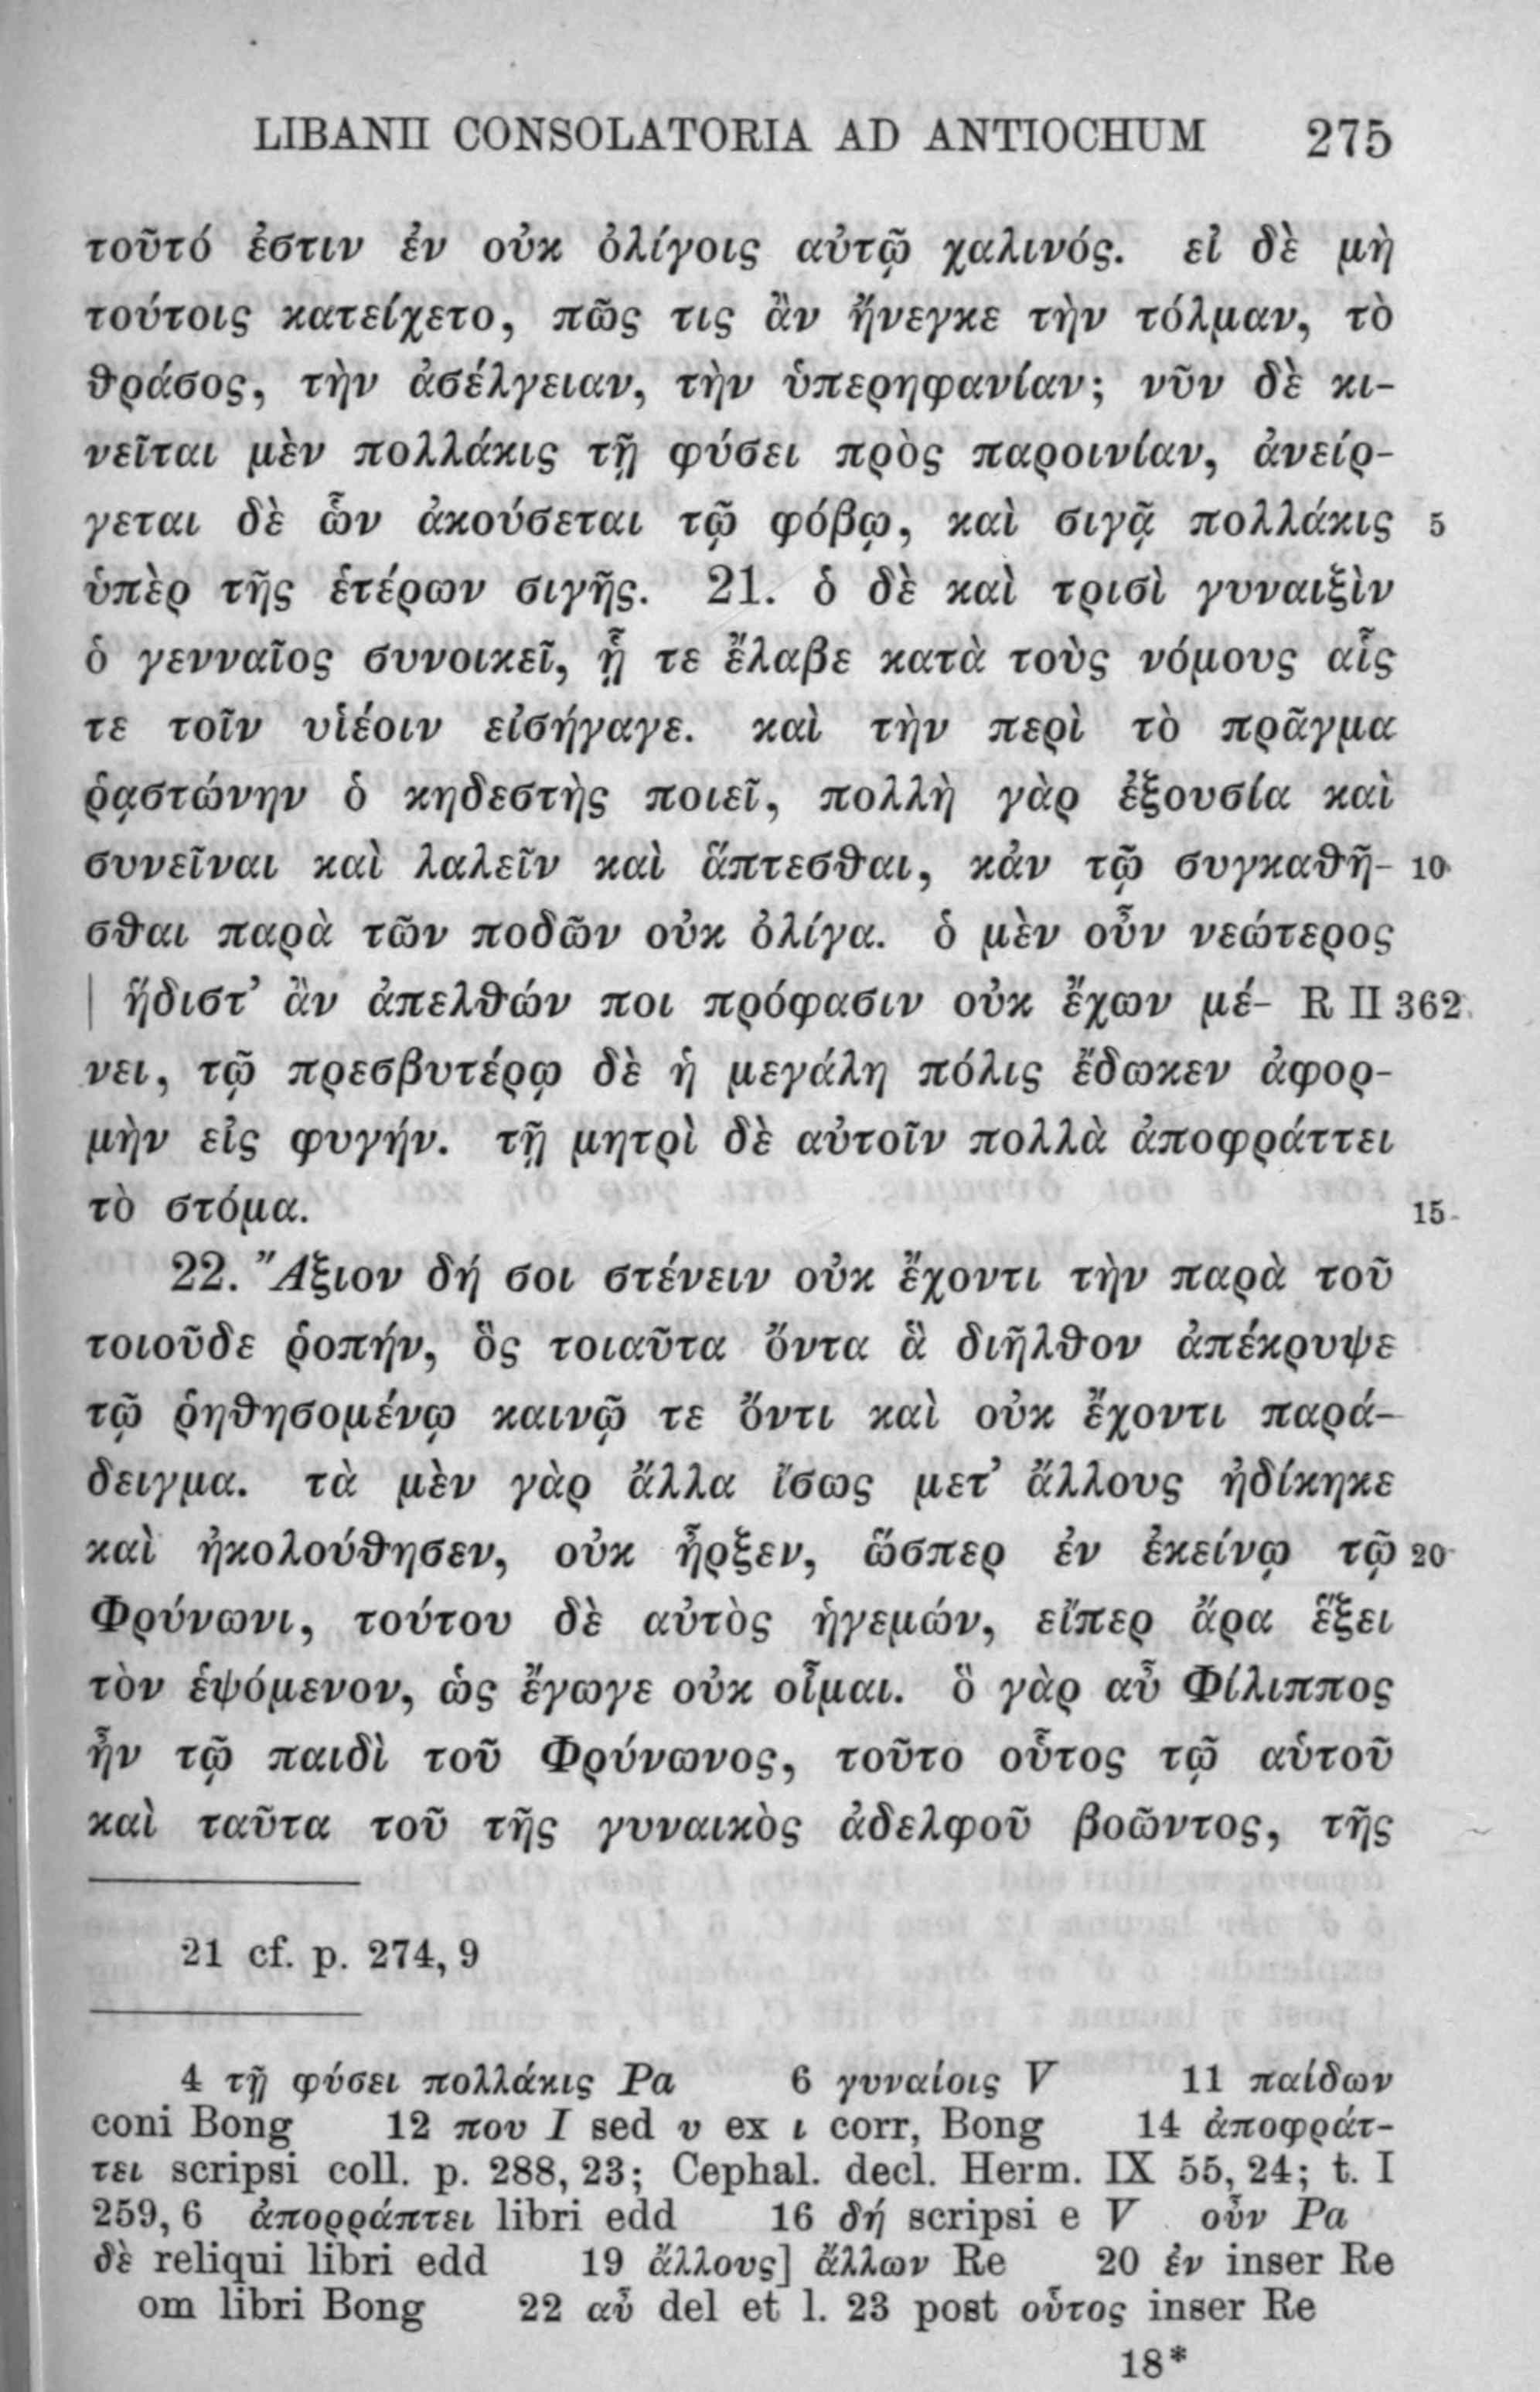 LIBANII CONSOLATORIA AD ANTIOCHUM 275
τοῦτό ἐστιν ἐν οὐκ ὀλίγοις αὐτῷ χαλινός. εἰ δὲ μὴ
τούτοις κατείχετο, πῶς τις ἂν ἤνεγκε τὴν τόλμαν, τὸ
θράσος, τὴν ἀσέλγειαν, τὴν ὑπερηφανίαν; νῦν δὲ κι-
νεῖται μὲν πολλάκις τῇ φύσει πρὸς παροινίαν, ἀνείρ-
γεται δὲ ὧν ἀκούσεται τῷ φόβῳ, καὶ σιγᾷ πολλάκις 5
ὑπὲρ τῆς ἑτέρων σιγῆς. 21. ὁ δὲ καὶ τρισὶ γυναιξὶν
ὁ γενναῖος συνοικεῖ, ᾗ τε ἔλαβε κατὰ τοὺς νόμους αἷς
τε τοῖν υἱέοιν εἰσήγαγε. καὶ τὴν περὶ τὸ πρᾶγμα
ῥᾳστώνην ὁ κηδεστὴς ποιεῖ, πολλὴ γὰρ ἐξουσία καὶ
συνεῖναι καὶ λαλεῖν καὶ ἅπτεσθαι, κἀν τῷ συγκαθῆ- 10
σθαι παρὰ τῶν ποδῶν οὐκ ὀλίγα. ὁ μὲν οὖν νεώτερος
| ἥδιστ’ ἂν ἀπελθών ποι πρόφασιν οὐκ ἔχων μέ- R II 362
νει, τῷ πρεσβυτέρῳ δὲ ἡ μεγάλη πόλις ἔδωκεν ἀφορ-
μὴν εἰς φυγήν. τῇ μητρὶ δὲ αὐτοῖν πολλὰ ἀποφράττει
τὸ στόμα. 15
22. Ἄξιον δή σοι στένειν οὐκ ἔχοντι τὴν παρὰ τοῦ
τοιοῦδε ῥοπήν, ὃς τοιαῦτα ὄντα ἃ διῆλθον ἀπέκρυψε
τῷ ῥηθησομένῳ καινῷ τε ὄντι καὶ οὐκ ἔχοντι παρά-
δειγμα. τὰ μὲν γὰρ ἄλλα ἴσως μετ’ ἄλλους ἠδίκηκε
καὶ ἠκολούθησεν, οὐκ ἦρξεν, ὥσπερ ἐν ἐκείνῳ τῷ 20
Φρύνωνι, τούτου δὲ αὐτὸς ἡγεμών, εἴπερ ἄρα ἕξει
τὸν ἑψόμενον, ὡς ἔγωγε οὐκ οἶμαι. ὃ γὰρ αὖ Φίλιππος
ἦν τῷ παιδὶ τοῦ Φρύνωνος, τοῦτο οὗτος τῷ αὑτοῦ
καὶ ταῦτα τοῦ τῆς γυναικὸς ἀδελφοῦ βοῶντος, τῆς
21 cf. p. 274, 9
4 τῇ φύσει πολλάκις Pa 6 γυναίοις V 11 παίδων
coni Bong 12 που I sed υ ex ι corr, Bong 14 ἀποφράτ-
τει scripsi coll. p. 288, 23; Cephal. decl. Herm. IX 55, 24; t. I
259, 6 ἀπορράπτει libri edd 16 δή scripsi e V οὖν Pa
δὲ reliqui libri edd 19 ἄλλους] ἄλλων Re 20 ἐν inser Re
om libri Bong 22 αὖ del et l. 23 post οὗτος inser Re
18*